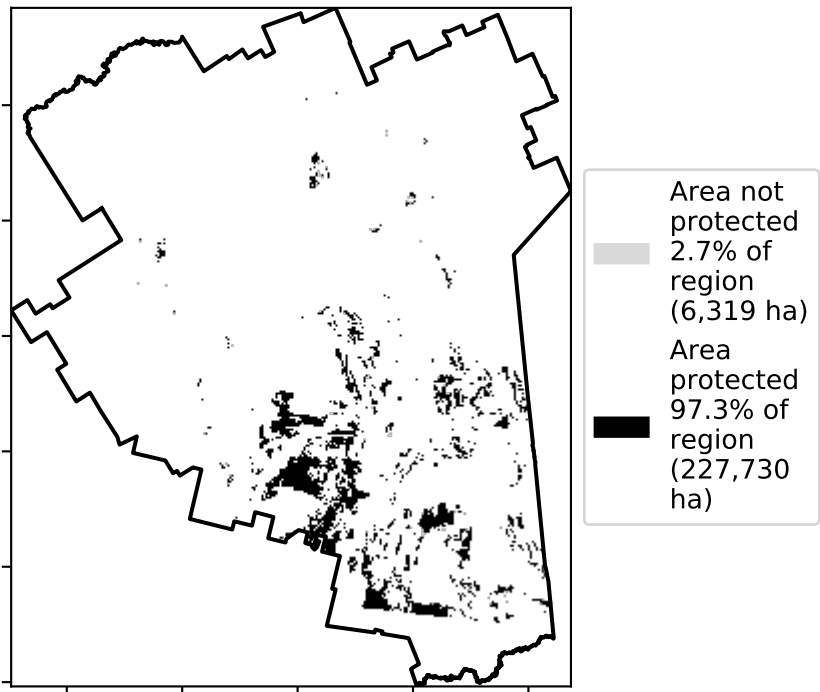 Area not
protected
2.7% of
region
(6,319 ha)
Area
protected
97.3% of
region
(227,730
ha)